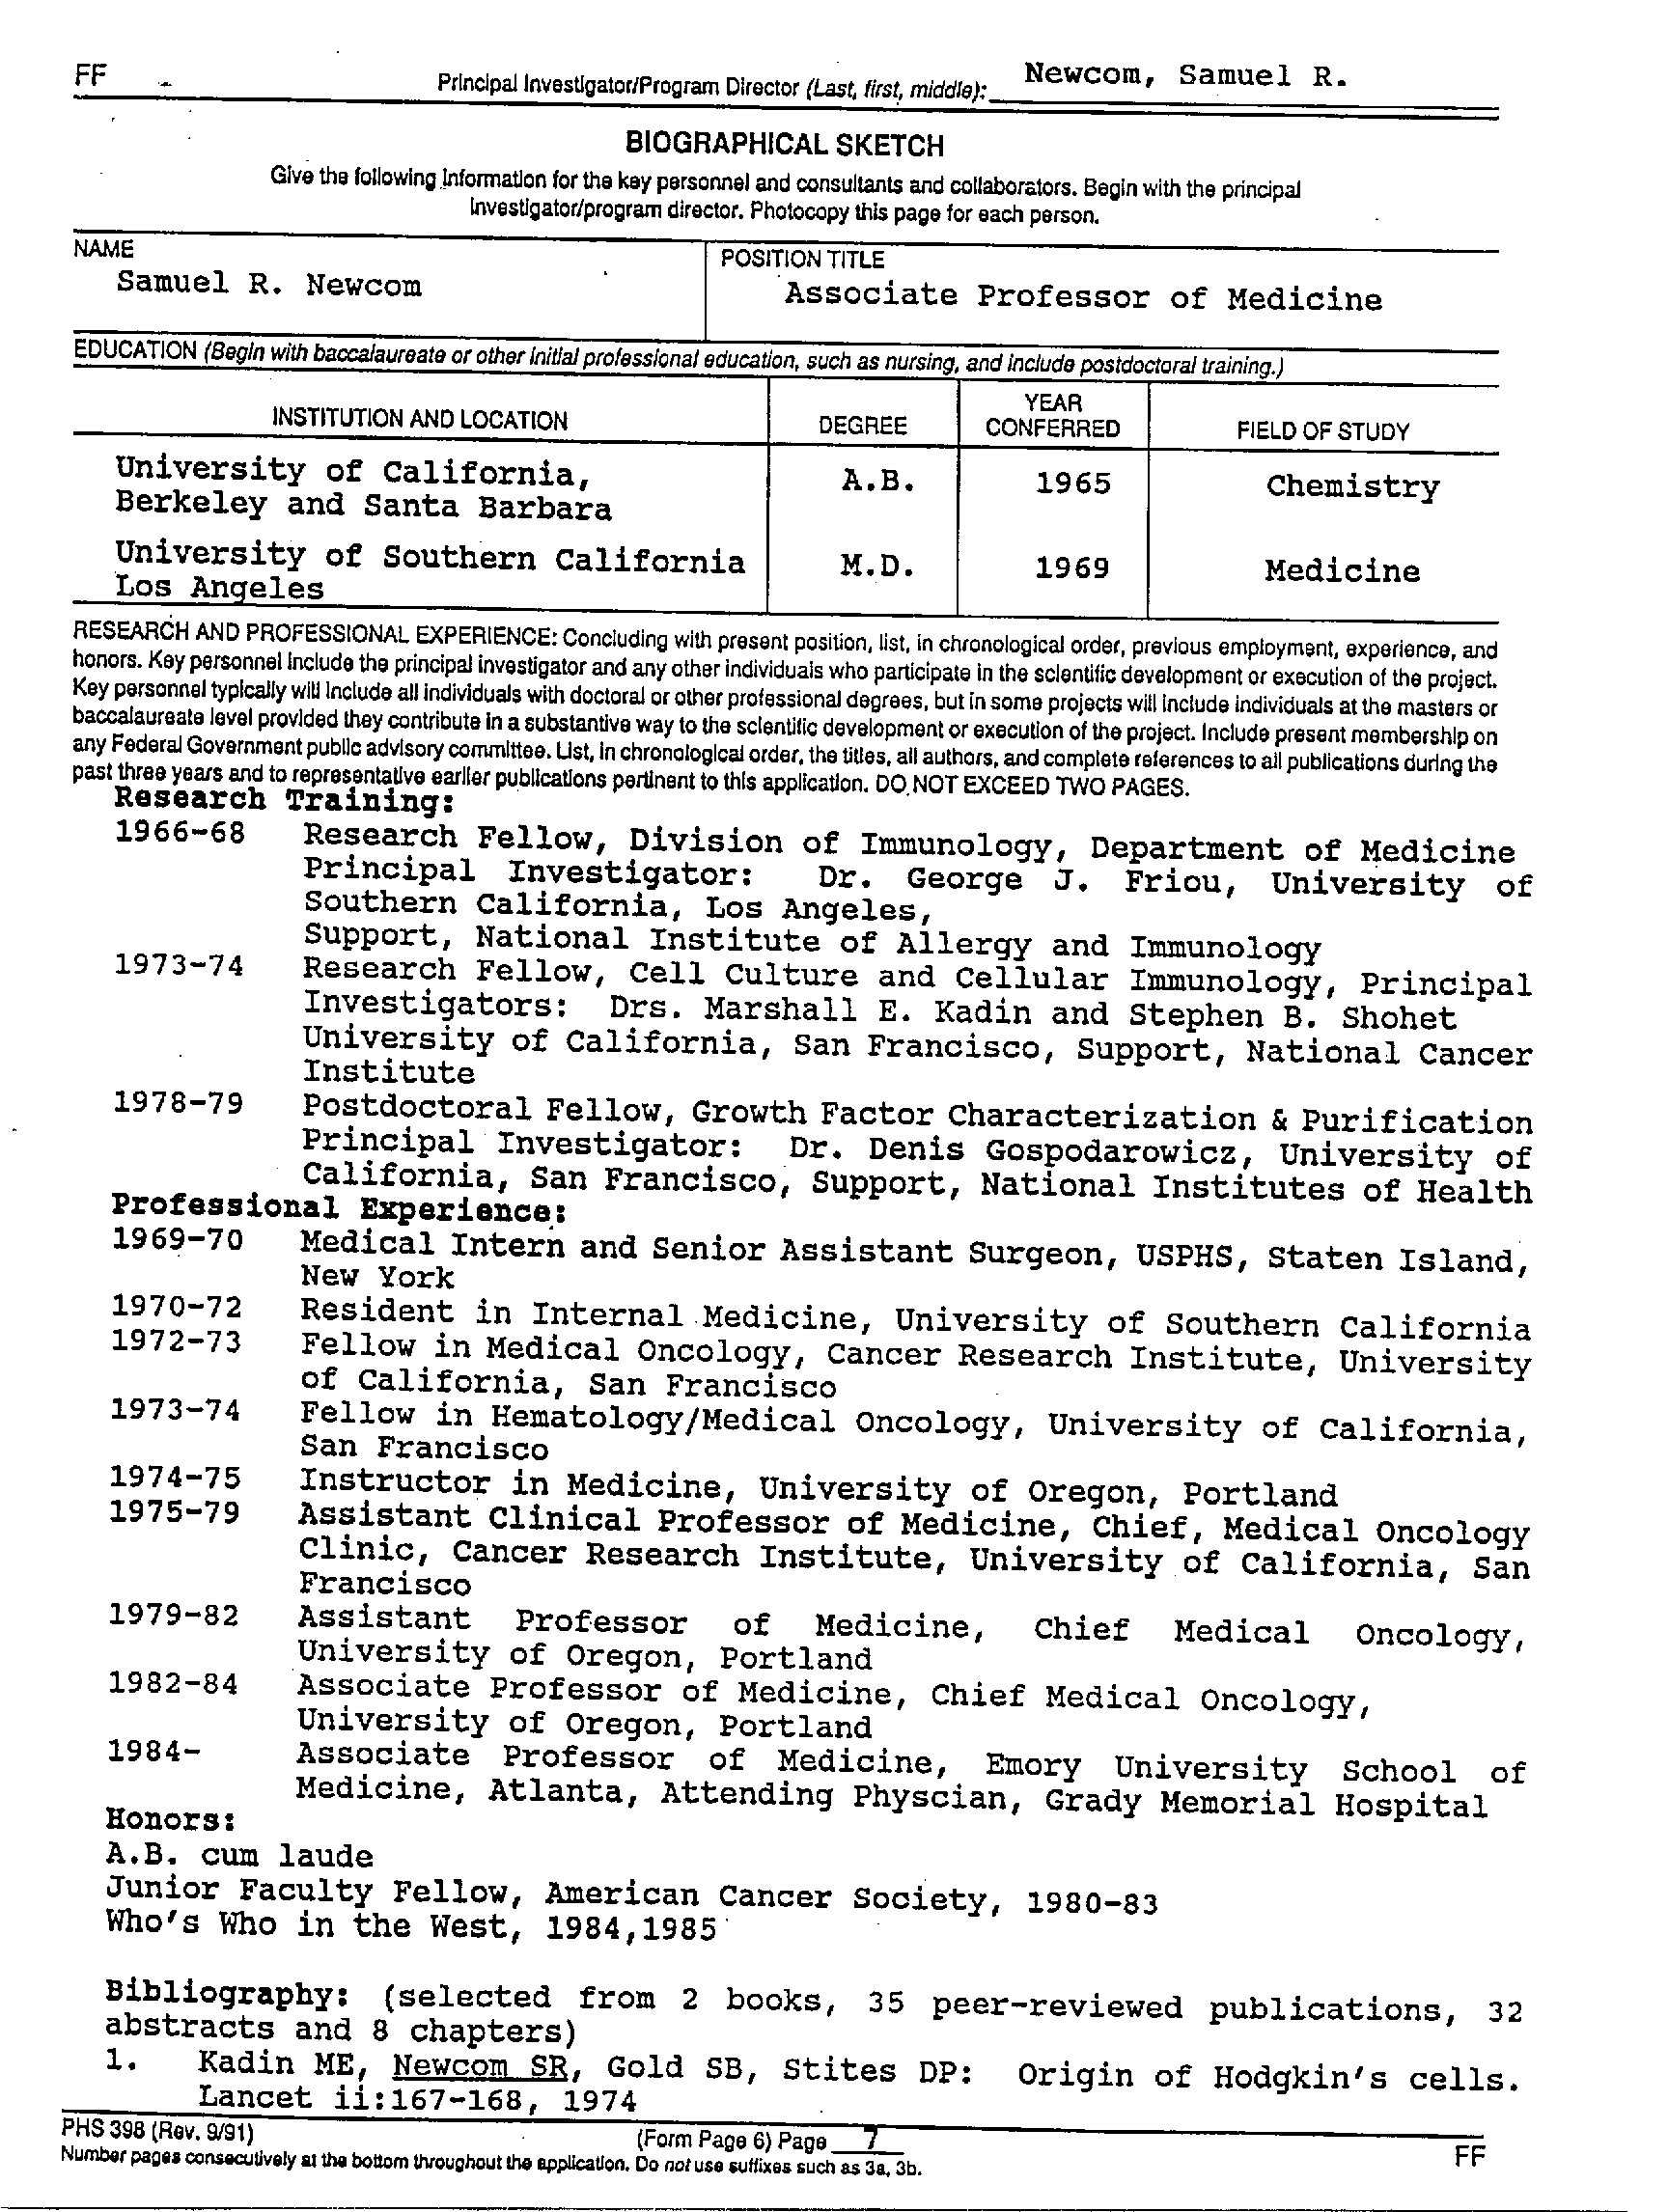 FF
Principal Investigator/Program Director (Last, first, middle): Newcom, Samuel R.
BIOGRAPHICAL SKETCH
Give the following information for the key personnel and consultants and collaborators. Begin with the principal
investigator/program director. Photocopy this page for each person.
NAME
Samuel R. Newcom
POSITION TITLE
Associate Professor of Medicine
EDUCATION (Begin with baccalaureate or other initial professional education, such as nursing, and include postdoctoral training.)
INSTITUTION AND LOCATION DEGREE YEAR CONFERRED FIELD OF STUDY
University of California, A.B. 1965 Chemistry
Berkeley and Santa Barbara
University of Southern California M.D. 1969 Medicine
Los Angeles
RESEARCH AND PROFESSIONAL EXPERIENCE: Concluding with present position, list, in chronological order, previous employment, experience, and
honors. Key personnel include the principal investigator and any other individuals who participate in the scientific development or execution of the project.
Key personnel typically will include all individuals with doctoral or other professional degrees, but in some projects will include individuals at the masters or
baccalaureate level provided they contribute in a substantive way to the scientific development or execution of the project. Include present membership on
any Federal Government public advisory committee. List, in chronological order, the titles, all authors, and complete references to all publications during the
past three years and to representative earlier publications pertinent to this application. DO NOT EXCEED TWO PAGES.
Research Training:
1966-68 Research Fellow, Division of Immunology, Department of Medicine
Principal Investigator: Dr. George J. Friou, University of
Southern California, Los Angeles,
Support, National Institute of Allergy and Immunology
1973-74 Research Fellow, Cell Culture and Cellular Immunology, Principal
Investigators: Drs. Marshall E. Kadin and Stephen B. Shohet
University of California, San Francisco, Support, National Cancer
Institute
1978-79 Postdoctoral Fellow, Growth Factor Characterization & Purification
Principal Investigator: Dr. Denis Gospodarowicz, University of
California, San Francisco, Support, National Institutes of Health
Professional Experience:
1969-70 Medical Intern and Senior Assistant Surgeon, USPHS, Staten Island,
New York
1970-72 Resident in Internal Medicine, University of Southern California
1972-73 Fellow in Medical Oncology, Cancer Research Institute, University
of California, San Francisco
1973-74 Fellow in Hematology/Medical Oncology, University of California,
San Francisco
1974-75 Instructor in Medicine, University of Oregon, Portland
1975-79 Assistant Clinical Professor of Medicine, Chief, Medical Oncology
Clinic, Cancer Research Institute, University of California, San
Francisco
1979-82 Assistant Professor of Medicine, Chief Medical Oncology,
University of Oregon, Portland
1982-84 Associate Professor of Medicine, Chief Medical Oncology,
University of Oregon, Portland
1984- Associate Professor of Medicine, Emory University School of
Medicine, Atlanta, Attending Physcian, Grady Memorial Hospital
Honors:
A.B. cum laude
Junior Faculty Fellow, American Cancer Society, 1980-83
Who's Who in the West, 1984,1985
Bibliography: (selected from 2 books, 35 peer-reviewed publications, 32
abstracts and 8 chapters)
1. Kadin ME, Newcom SR, Gold SB, Stites DP: Origin of Hodgkin's cells.
Lancet ii:167-168, 1974
PHS 398 (Rev. 9/91) (Form Page 6) Page 7 FF
Number pages consecutively at the bottom throughout the application. Do not use suffixes such as 3a, 3b.